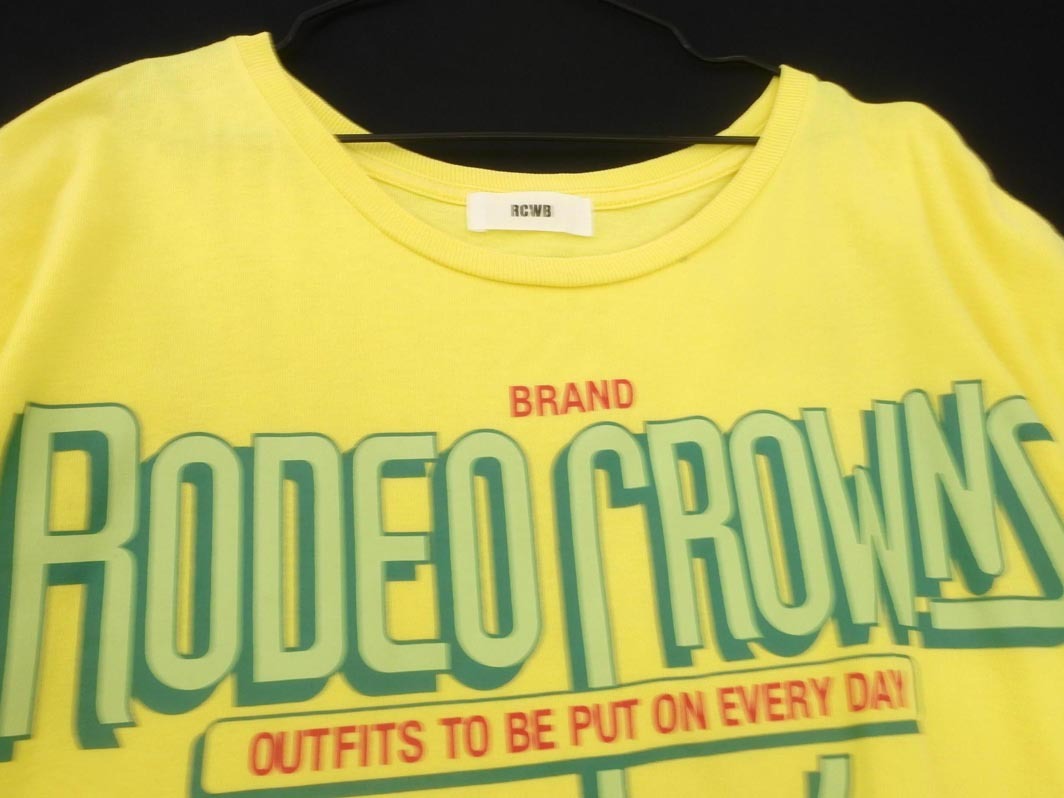 RCWB
BRAND
RODEO CROWNS
OUTFITS TO BE PUT ON EVERY DAY